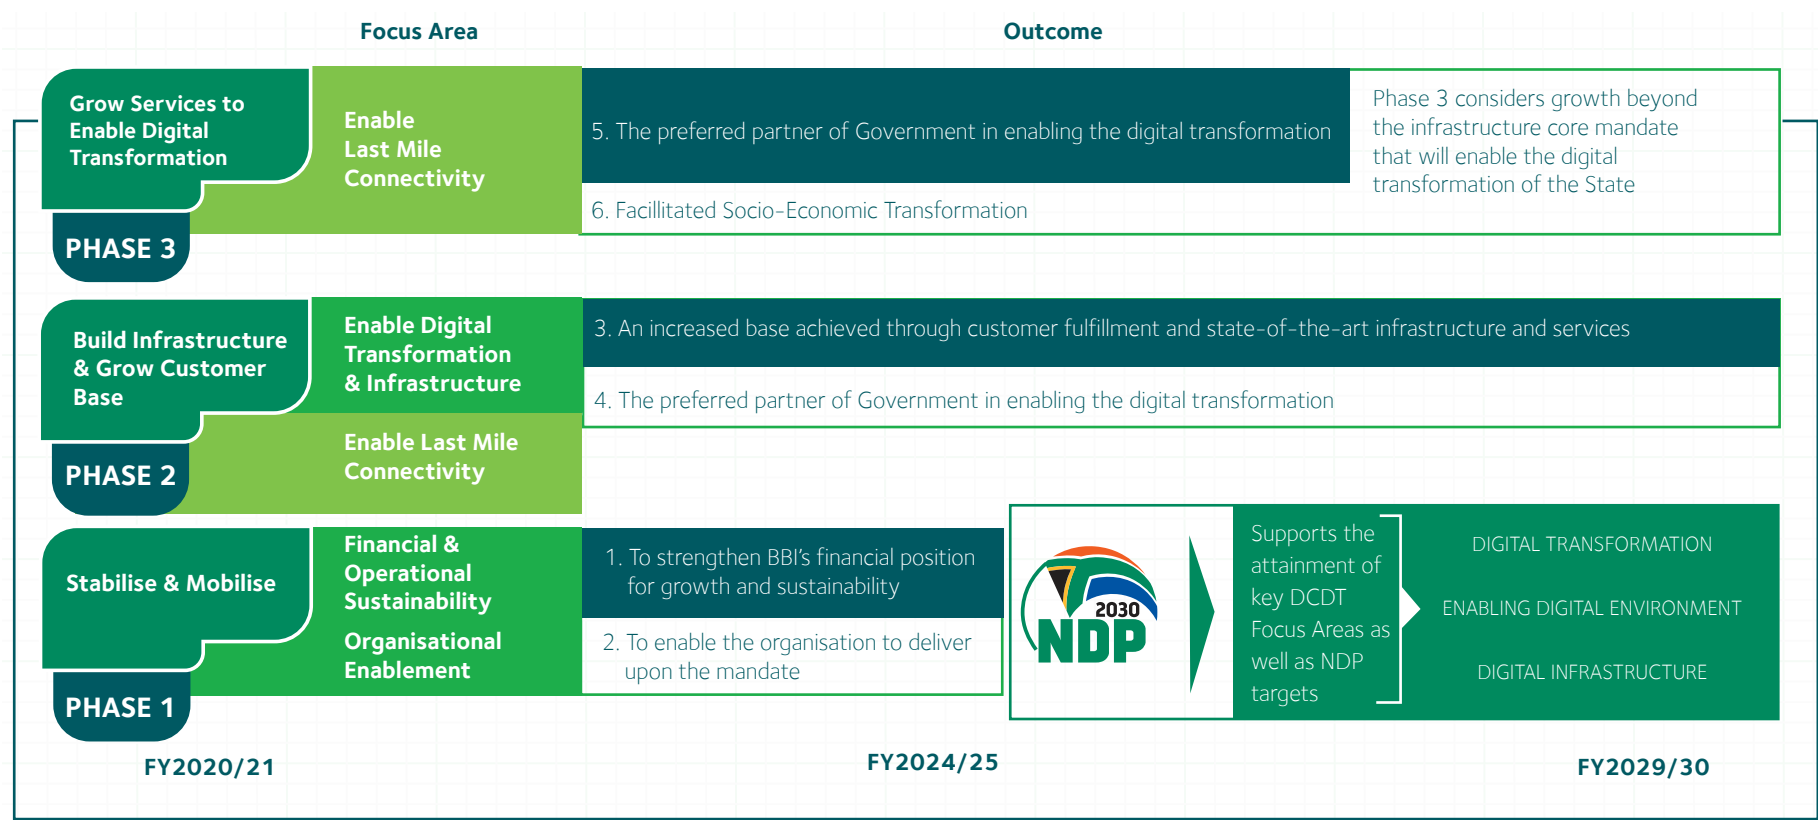 Focus Area
Outcome
Grow Services to
Enable Digital
Transformation
PHASE 3
Enable
Last Mile
Connectivity
5. The preferred partner of Government in enabling the digital transformation
6. Facillitated Socio-Economic Transformation
Phase 3 considers growth beyond
the infrastructure core mandate
that will enable the digital
transformation of the State
Build Infrastructure
& Grow Customer
Base
PHASE 2
Enable Digital
Transformation
& Infrastructure
Enable Last Mile
Connectivity
3. An increased base achieved through customer fulfillment and state-of-the-art infrastructure and services
4. The preferred partner of Government in enabling the digital transformation
Stabilise & Mobilise
PHASE 1
Financial &
Operational
Sustainability
Organisational
Enablement
1. To strengthen BBI's financial position
for growth and sustainability
2. To enable the organisation to deliver
upon the mandate
2030
NDP
Supports the
attainment of
key DCDT
Focus Areas as
well as NDP
targets
DIGITAL TRANSFORMATION
ENABLING DIGITAL ENVIRONMENT
DIGITAL INFRASTRUCTURE
FY2020/21
FY2024/25
FY2029/30